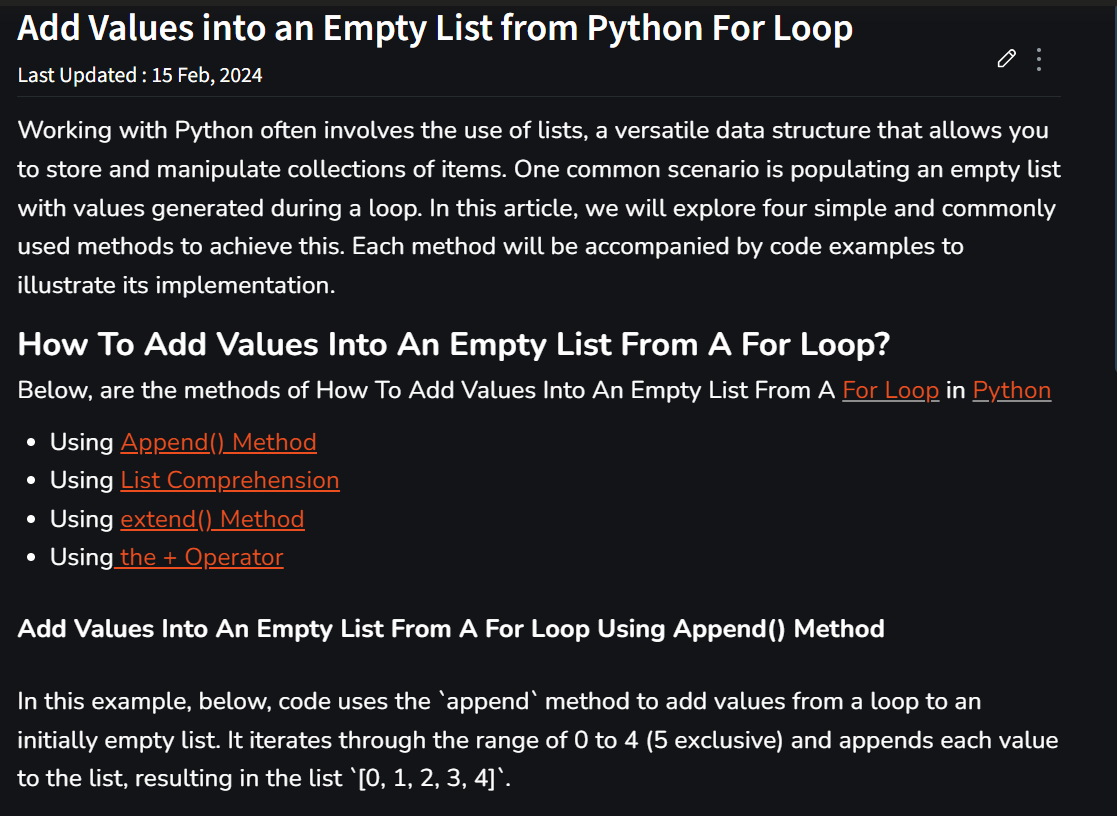 Add Values into an Empty List from Python For Loop
Last Updated : 15 Feb, 2024
Working with Python often involves the use of lists, a versatile data structure that allows you
to store and manipulate collections of items. One common scenario is populating an empty list
with values generated during a loop. In this article, we will explore four simple and commonly
used methods to achieve this. Each method will be accompanied by code examples to
illustrate its implementation.
How To Add Values Into An Empty List From A For Loop?
Below, are the methods of How To Add Values Into An Empty List From A For Loop in Python
• Using Append() Method
• Using List Comprehension
• Using extend() Method
• Using the + Operator
Add Values Into An Empty List From A For Loop Using Append() Method
In this example, below, code uses the `append` method to add values from a loop to an
initially empty list. It iterates through the range of 0 to 4 (5 exclusive) and appends each value
to the list, resulting in the list `[0, 1, 2, 3, 4]`.